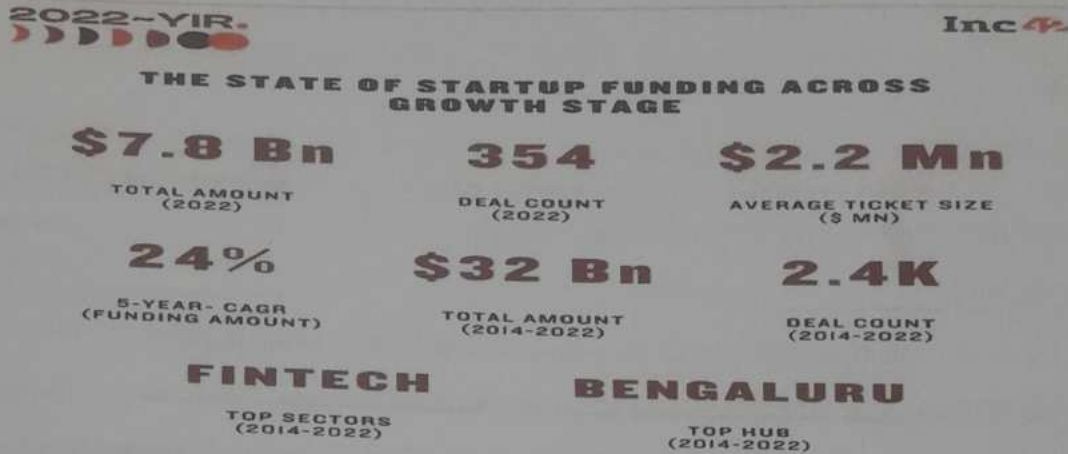 2022-YIR.
Inc42
THE STATE OF STARTUP FUNDING ACROSS
GROWTH STAGE
$7.8 Bn
354
$2.2 Mn
TOTAL AMOUNT
(2022)
DEAL COUNT
(2022)
AVERAGE TICKET SIZE
($ MN)
24%
$32 Bn
2.4K
5-YEAR- CAGR
(FUNDING AMOUNT)
TOTAL AMOUNT
(2014-2022)
DEAL COUNT
(2014-2022)
FINTECH
BENGALURU
TOP SECTORS
(2014-2022)
TOP HUB
(2014-2022)